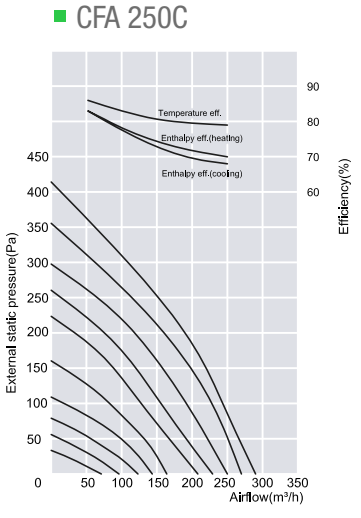 CFA 250C
90
Temperature eff.
80
Enthalpy eff.(heating)
450
70
Enthalpy eff.(cooling)
400
60
350
300
250
200
150
100
50
External static pressure(Pa)
Efficiency(%)
0 50 100 150 200 250 300 350
Airflow(m³/h)